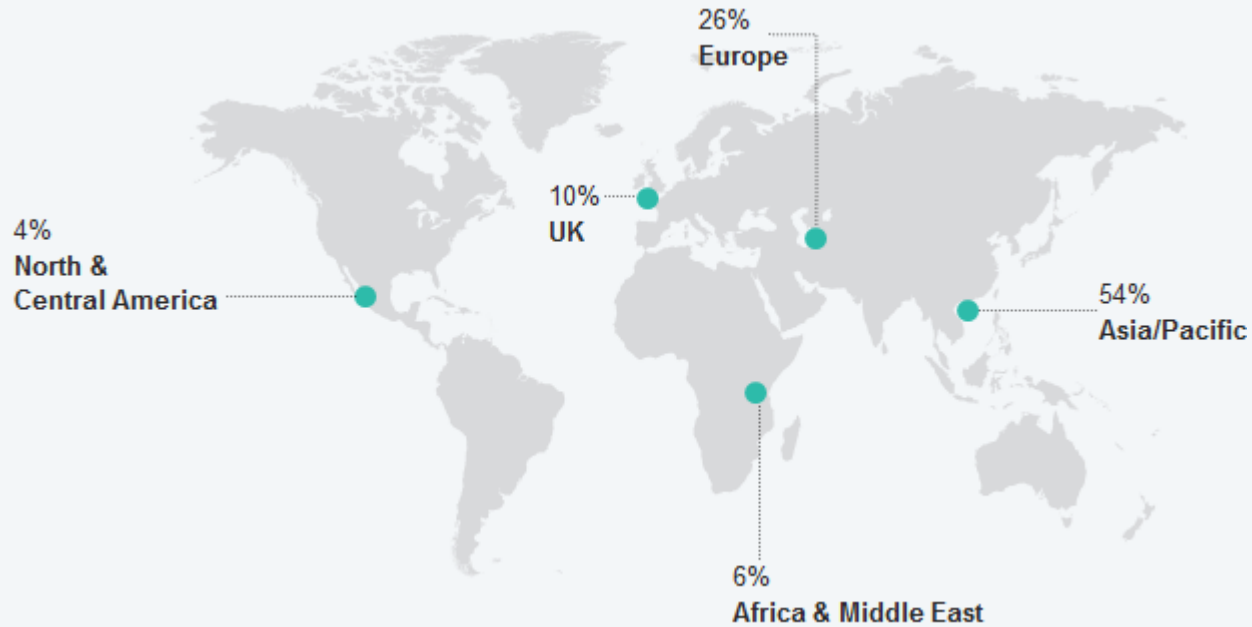 26%
Europe
10%
UK
4%
North &
Central America
54%
Asia/Pacific
6%
Africa & Middle East